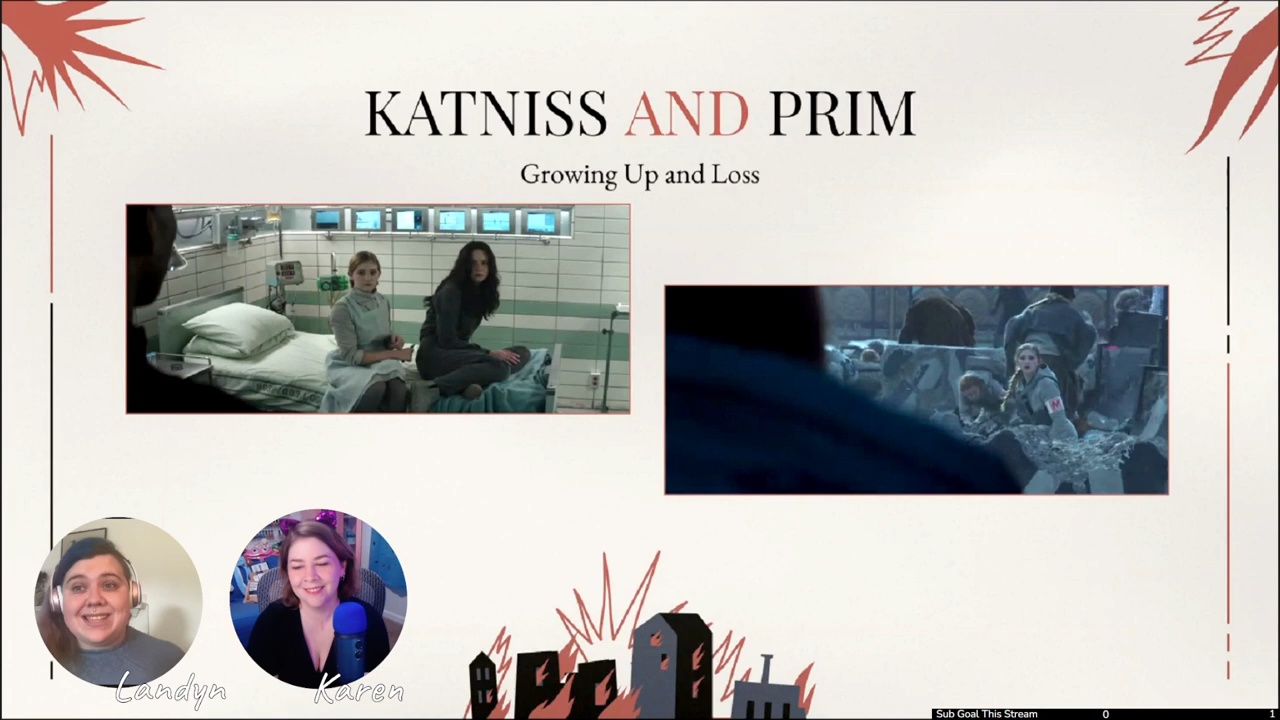 KATNISS AND PRIM
Growing Up and Loss
Landyn
Karen
Sub Goal This Stream 0 1